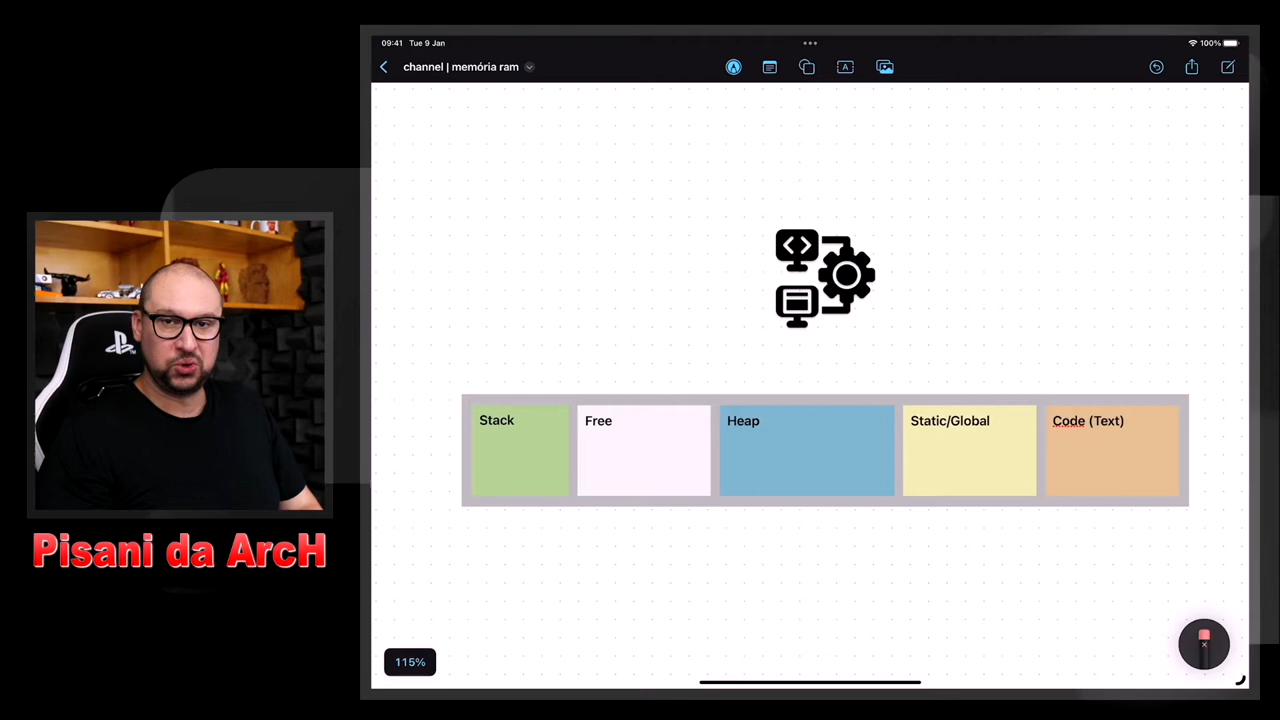 09:41 Tue 9 Jan
100%
channel | memória ram
A
Stack
Free
Heap
Static/Global
Code (Text)
Pisani da ArcH
115%